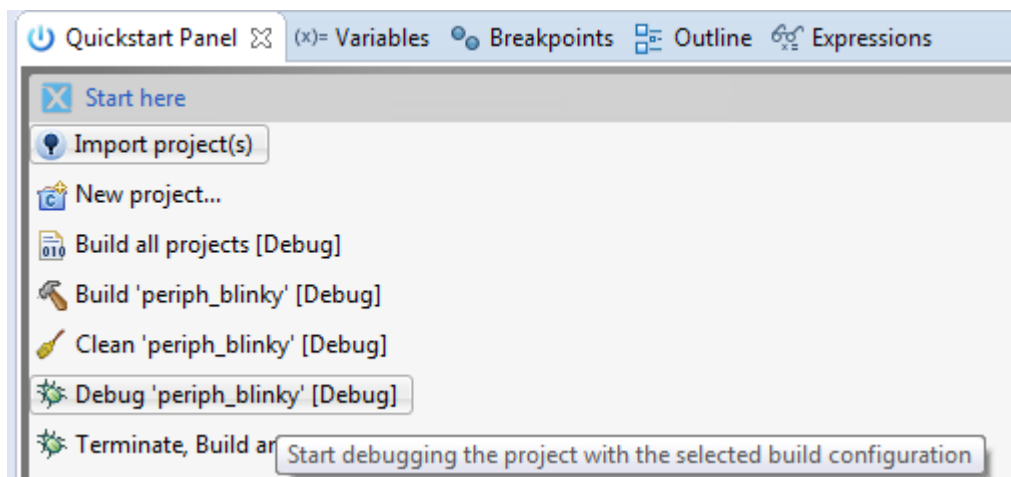 Quickstart Panel (x)= Variables Breakpoints Outline Expressions
Start here
Import project(s)
New project...
Build all projects [Debug]
Build 'periph_blinky' [Debug]
Clean 'periph_blinky' [Debug]
Debug 'periph_blinky' [Debug]
Terminate, Build
Start debugging the project with the selected build configuration